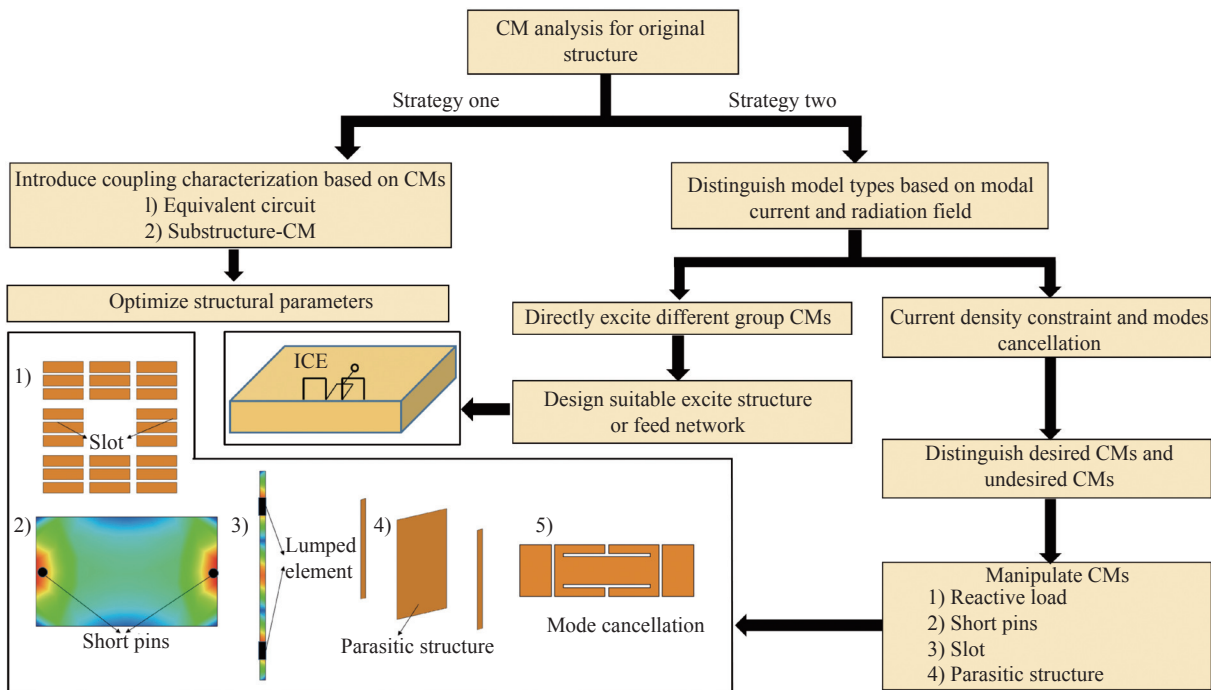 CM analysis for original
structure
Strategy one
Strategy two
Introduce coupling characterization based on CMs
l) Equivalent circuit
2) Substructure-CM
Distinguish model types based on modal
current and radiation field
Optimize structural parameters
Directly excite different group CMs
Current density constraint and modes
cancellation
ICE
Design suitable excite structure
or feed network
Distinguish desired CMs and
undesired CMs
Manipulate CMs
1) Reactive load
2) Short pins
3) Slot
4) Parasitic structure
1)
Slot
2)
Short pins
3)
Lumped
element
4)
Parasitic structure
5)
Mode cancellation